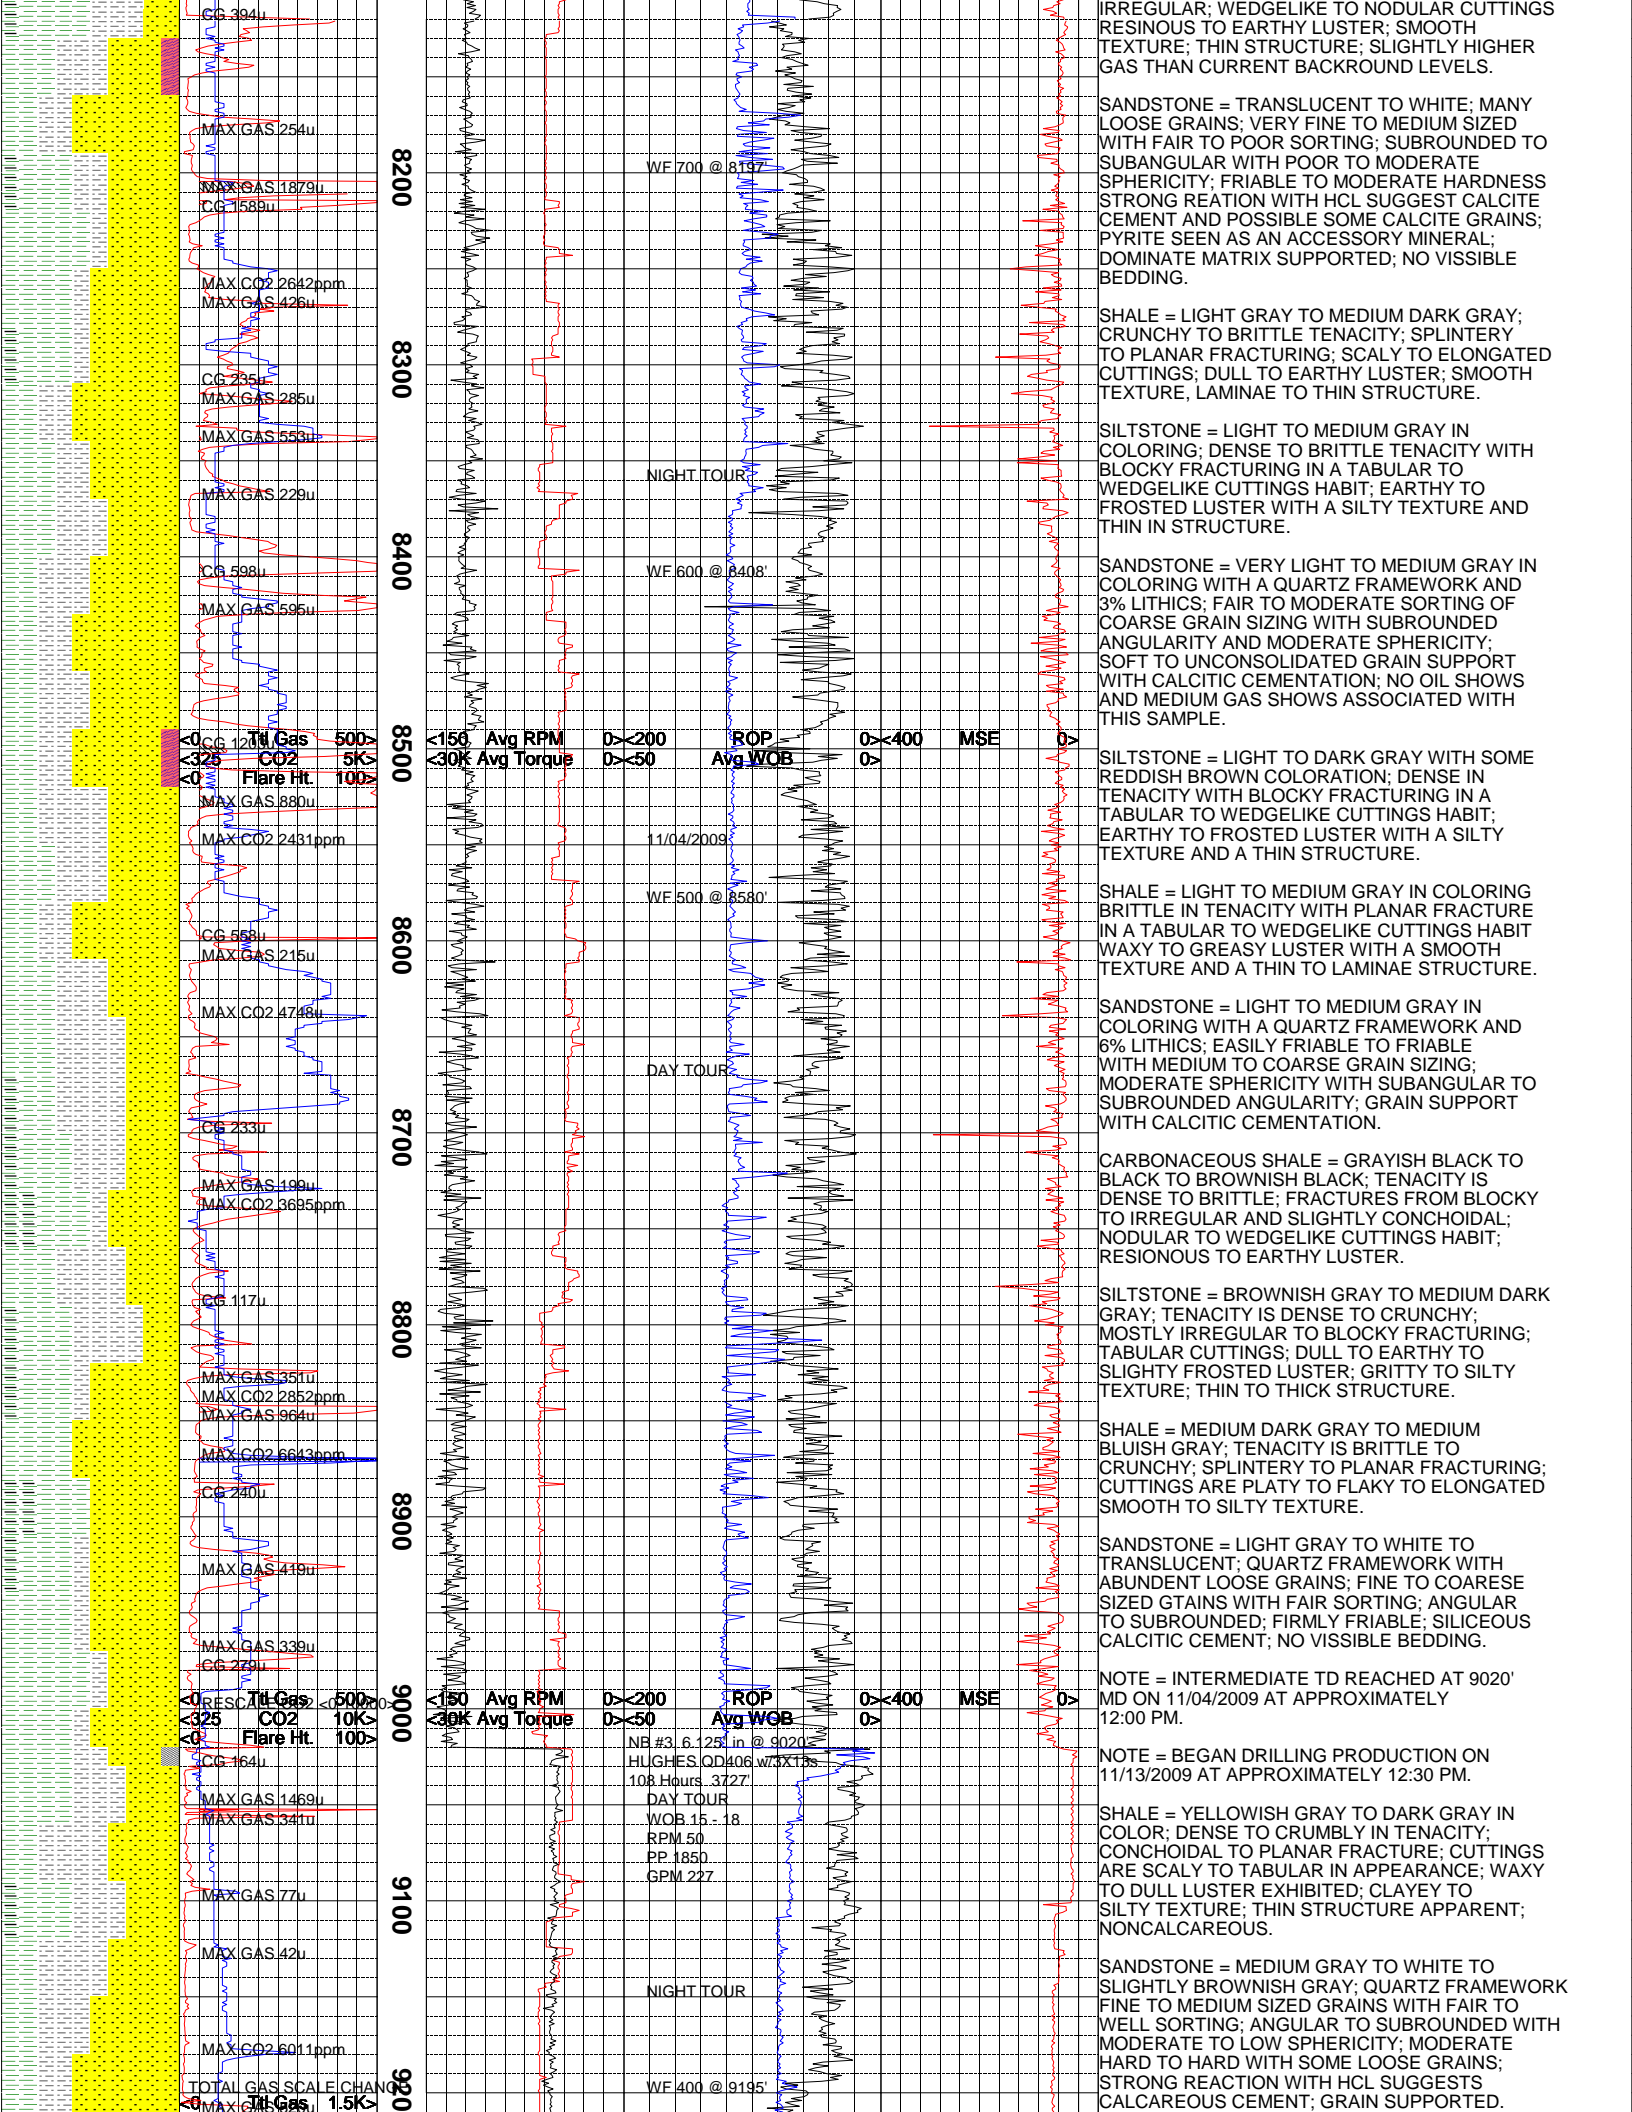 CG 394u
MAX GAS 254u
MAX GAS 1879u
CG 1589u
MAX CO2 2642ppm
MAX GAS 426u
CG 235u
MAX GAS 285u
MAX GAS 553u
MAX GAS 229u
CG 598u
MAX GAS 595u
<0 Ttl Gas 500>
<325 CO2 5K>
<0 Flare Ht. 100>
MAX GAS 880u
MAX CO2 2431ppm
CG 558u
MAX GAS 215u
MAX CO2 4748u
CG 233u
MAX GAS 199u
MAX CO2 3695ppm
CG 117u
MAX GAS 351u
MAX CO2 2852ppm
MAX GAS 964u
MAX CO2 6643ppm
CG 240u
MAX GAS 419u
MAX GAS 339u
CG 279u
<0 Ttl Gas 500>
<325 CO2 10K>
<0 Flare Ht. 100>
CG 164u
MAX GAS 1469u
MAX GAS 341u
MAX GAS 77u
MAX GAS 42u
MAX CO2 6011ppm
TOTAL GAS SCALE CHANG
<0 Ttl Gas 1.5K>
8200
8300
8400
8500
8600
8700
8800
8900
9000
9100
920
WF 700 @ 8197'
NIGHT TOUR
WF 600 @ 8408'
<150 Avg RPM 0><200 ROP 0><400 MSE 0>
<30K Avg Torque 0><50 Avg WOB 0>
11/04/2009
WF 500 @ 8580'
DAY TOUR
<150 Avg RPM 0><200 ROP 0><400 MSE 0>
<30K Avg Torque 0><50 Avg WOB 0>
NB #3, 6.125" in @ 9020'
HUGHES QD406 w/3X13s
108 Hours, 3727'
DAY TOUR
WOB 15 - 18
RPM 50
PP 1850
GPM 227
NIGHT TOUR
WF 400 @ 9195'
IRREGULAR; WEDGELIKE TO NODULAR CUTTINGS
RESINOUS TO EARTHY LUSTER; SMOOTH
TEXTURE; THIN STRUCTURE; SLIGHTLY HIGHER
GAS THAN CURRENT BACKROUND LEVELS.
SANDSTONE = TRANSLUCENT TO WHITE; MANY
LOOSE GRAINS; VERY FINE TO MEDIUM SIZED
WITH FAIR TO POOR SORTING; SUBROUNDED TO
SUBANGULAR WITH POOR TO MODERATE
SPHERICITY; FRIABLE TO MODERATE HARDNESS
STRONG REATION WITH HCL SUGGEST CALCITE
CEMENT AND POSSIBLE SOME CALCITE GRAINS;
PYRITE SEEN AS AN ACCESSORY MINERAL;
DOMINATE MATRIX SUPPORTED; NO VISSIBLE
BEDDING.
SHALE = LIGHT GRAY TO MEDIUM DARK GRAY;
CRUNCHY TO BRITTLE TENACITY; SPLINTERY
TO PLANAR FRACTURING; SCALY TO ELONGATED
CUTTINGS; DULL TO EARTHY LUSTER; SMOOTH
TEXTURE, LAMINAE TO THIN STRUCTURE.
SILTSTONE = LIGHT TO MEDIUM GRAY IN
COLORING; DENSE TO BRITTLE TENACITY WITH
BLOCKY FRACTURING IN A TABULAR TO
WEDGELIKE CUTTINGS HABIT; EARTHY TO
FROSTED LUSTER WITH A SILTY TEXTURE AND
THIN IN STRUCTURE.
SANDSTONE = VERY LIGHT TO MEDIUM GRAY IN
COLORING WITH A QUARTZ FRAMEWORK AND
3% LITHICS; FAIR TO MODERATE SORTING OF
COARSE GRAIN SIZING WITH SUBROUNDED
ANGULARITY AND MODERATE SPHERICITY;
SOFT TO UNCONSOLIDATED GRAIN SUPPORT
WITH CALCITIC CEMENTATION; NO OIL SHOWS
AND MEDIUM GAS SHOWS ASSOCIATED WITH
THIS SAMPLE.
SILTSTONE = LIGHT TO DARK GRAY WITH SOME
REDDISH BROWN COLORATION; DENSE IN
TENACITY WITH BLOCKY FRACTURING IN A
TABULAR TO WEDGELIKE CUTTINGS HABIT;
EARTHY TO FROSTED LUSTER WITH A SILTY
TEXTURE AND A THIN STRUCTURE.
SHALE = LIGHT TO MEDIUM GRAY IN COLORING
BRITTLE IN TENACITY WITH PLANAR FRACTURE
IN A TABULAR TO WEDGELIKE CUTTINGS HABIT
WAXY TO GREASY LUSTER WITH A SMOOTH
TEXTURE AND A THIN TO LAMINAE STRUCTURE.
SANDSTONE = LIGHT TO MEDIUM GRAY IN
COLORING WITH A QUARTZ FRAMEWORK AND
6% LITHICS; EASILY FRIABLE TO FRIABLE
WITH MEDIUM TO COARSE GRAIN SIZING;
MODERATE SPHERICITY WITH SUBANGULAR TO
SUBROUNDED ANGULARITY; GRAIN SUPPORT
WITH CALCITIC CEMENTATION.
CARBONACEOUS SHALE = GRAYISH BLACK TO
BLACK TO BROWNISH BLACK; TENACITY IS
DENSE TO BRITTLE; FRACTURES FROM BLOCKY
TO IRREGULAR AND SLIGHTLY CONCHOIDAL;
NODULAR TO WEDGELIKE CUTTINGS HABIT;
RESIONOUS TO EARTHY LUSTER.
SILTSTONE = BROWNISH GRAY TO MEDIUM DARK
GRAY; TENACITY IS DENSE TO CRUNCHY;
MOSTLY IRREGULAR TO BLOCKY FRACTURING;
TABULAR CUTTINGS; DULL TO EARTHY TO
SLIGHTY FROSTED LUSTER; GRITTY TO SILTY
TEXTURE; THIN TO THICK STRUCTURE.
SHALE = MEDIUM DARK GRAY TO MEDIUM
BLUISH GRAY; TENACITY IS BRITTLE TO
CRUNCHY; SPLINTERY TO PLANAR FRACTURING;
CUTTINGS ARE PLATY TO FLAKY TO ELONGATED
SMOOTH TO SILTY TEXTURE.
SANDSTONE = LIGHT GRAY TO WHITE TO
TRANSLUCENT; QUARTZ FRAMEWORK WITH
ABUNDENT LOOSE GRAINS; FINE TO COARESE
SIZED GTAINS WITH FAIR SORTING; ANGULAR
TO SUBROUNDED; FIRMLY FRIABLE; SILICEOUS
CALCITIC CEMENT; NO VISSIBLE BEDDING.
NOTE = INTERMEDIATE TD REACHED AT 9020'
MD ON 11/04/2009 AT APPROXIMATELY
12:00 PM.
NOTE = BEGAN DRILLING PRODUCTION ON
11/13/2009 AT APPROXIMATELY 12:30 PM.
SHALE = YELLOWISH GRAY TO DARK GRAY IN
COLOR; DENSE TO CRUMBLY IN TENACITY;
CONCHOIDAL TO PLANAR FRACTURE; CUTTINGS
ARE SCALY TO TABULAR IN APPEARANCE; WAXY
TO DULL LUSTER EXHIBITED; CLAYEY TO
SILTY TEXTURE; THIN STRUCTURE APPARENT;
NONCALCAREOUS.
SANDSTONE = MEDIUM GRAY TO WHITE TO
SLIGHTLY BROWNISH GRAY; QUARTZ FRAMEWORK
FINE TO MEDIUM SIZED GRAINS WITH FAIR TO
WELL SORTING; ANGULAR TO SUBROUNDED WITH
MODERATE TO LOW SPHERICITY; MODERATE
HARD TO HARD WITH SOME LOOSE GRAINS;
STRONG REACTION WITH HCL SUGGESTS
CALCAREOUS CEMENT; GRAIN SUPPORTED.